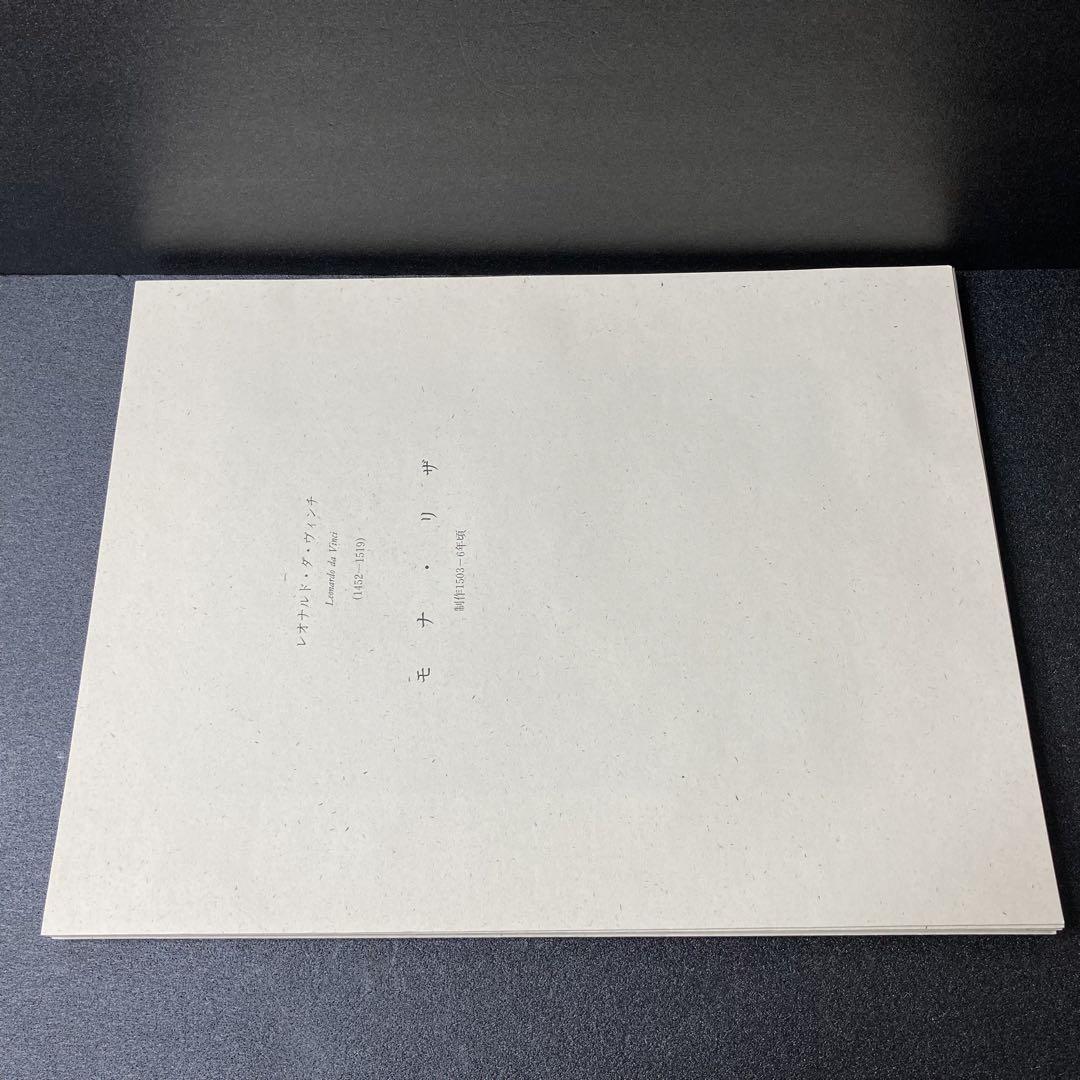 レオナルド・ダ・ヴィンチ
Leonardo da Vinci
(1452—1519)
モナ・リザ
制作1503−6年頃